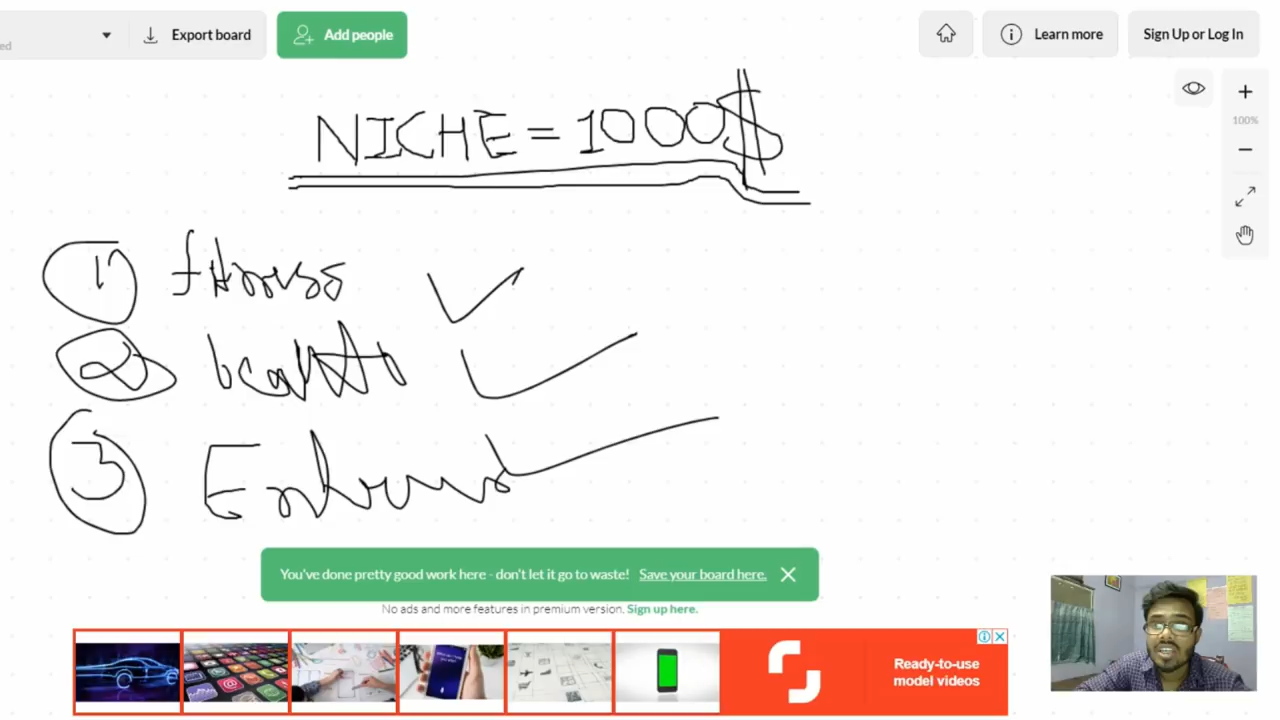 ed
Export board
Add people
Learn more
Sign Up or Log In
100%
NICHE = 1000$
1 fitness
2
3
You've done pretty good work here - don't let it go to waste! Save your board here.
No ads and more features in premium version. Sign up here.
Ready-to-use
model videos